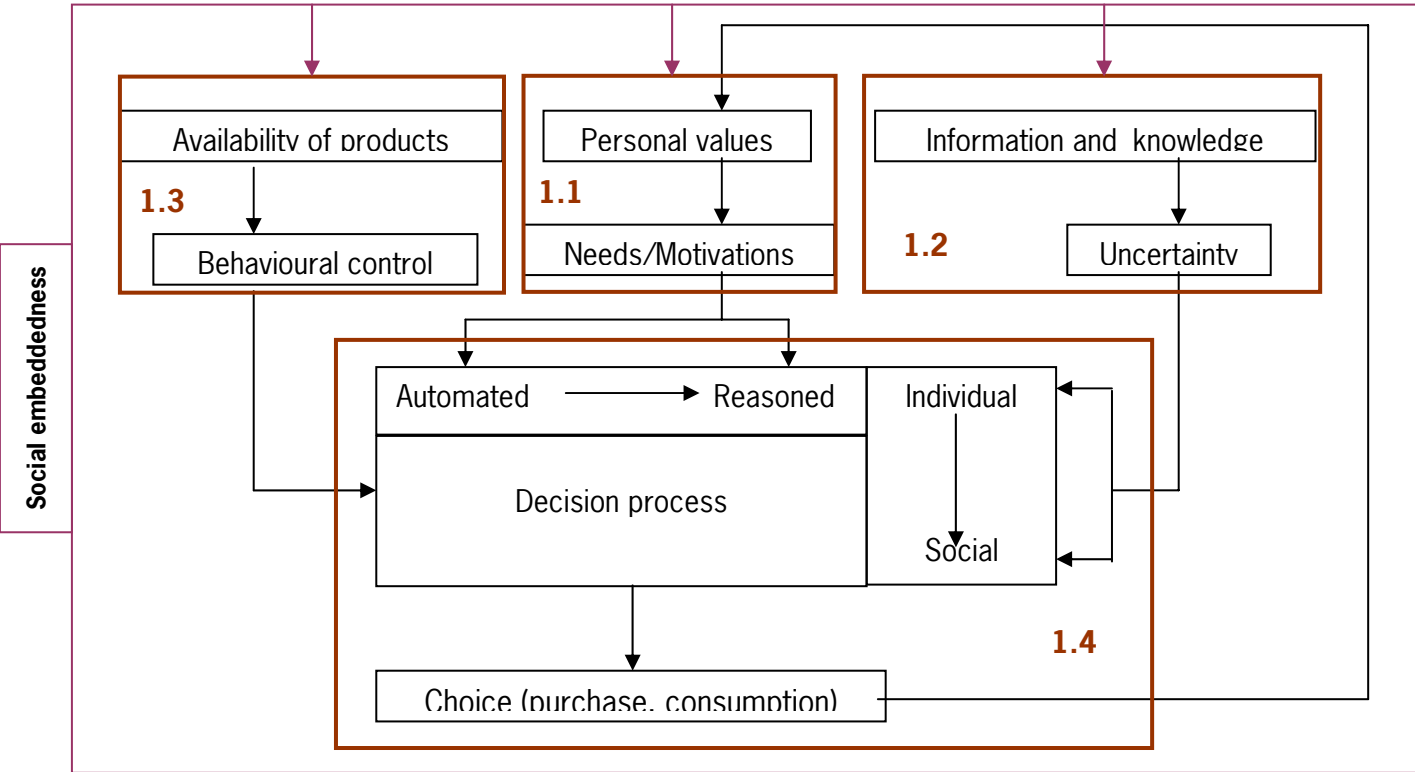 Availability of products
Personal values
Information and knowledge
1.3
1.1
1.2
Behavioural control
Needs/Motivations
Uncertainty
Social embeddedness
Automated
Reasoned
Individual
Decision process
Social
1.4
Choice (purchase, consumption)